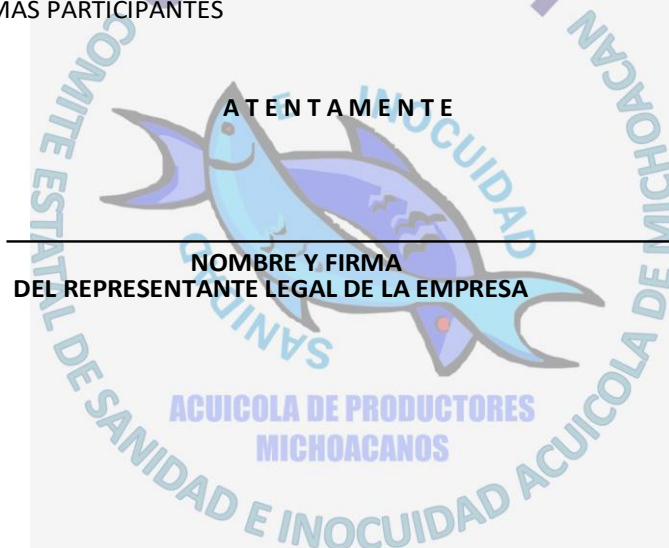 MAS PARTICIPANTES
A T E N T A M E N T E
NOMBRE Y FIRMA
DEL REPRESENTANTE LEGAL DE LA EMPRESA
COMITE ESTATAL DE SANIDAD E INOCUIDAD ACUICOLA DE MICHOACAN
SANIDAD E INOCUIDAD
ACUICOLA DE PRODUCTORES
MICHOACANOS